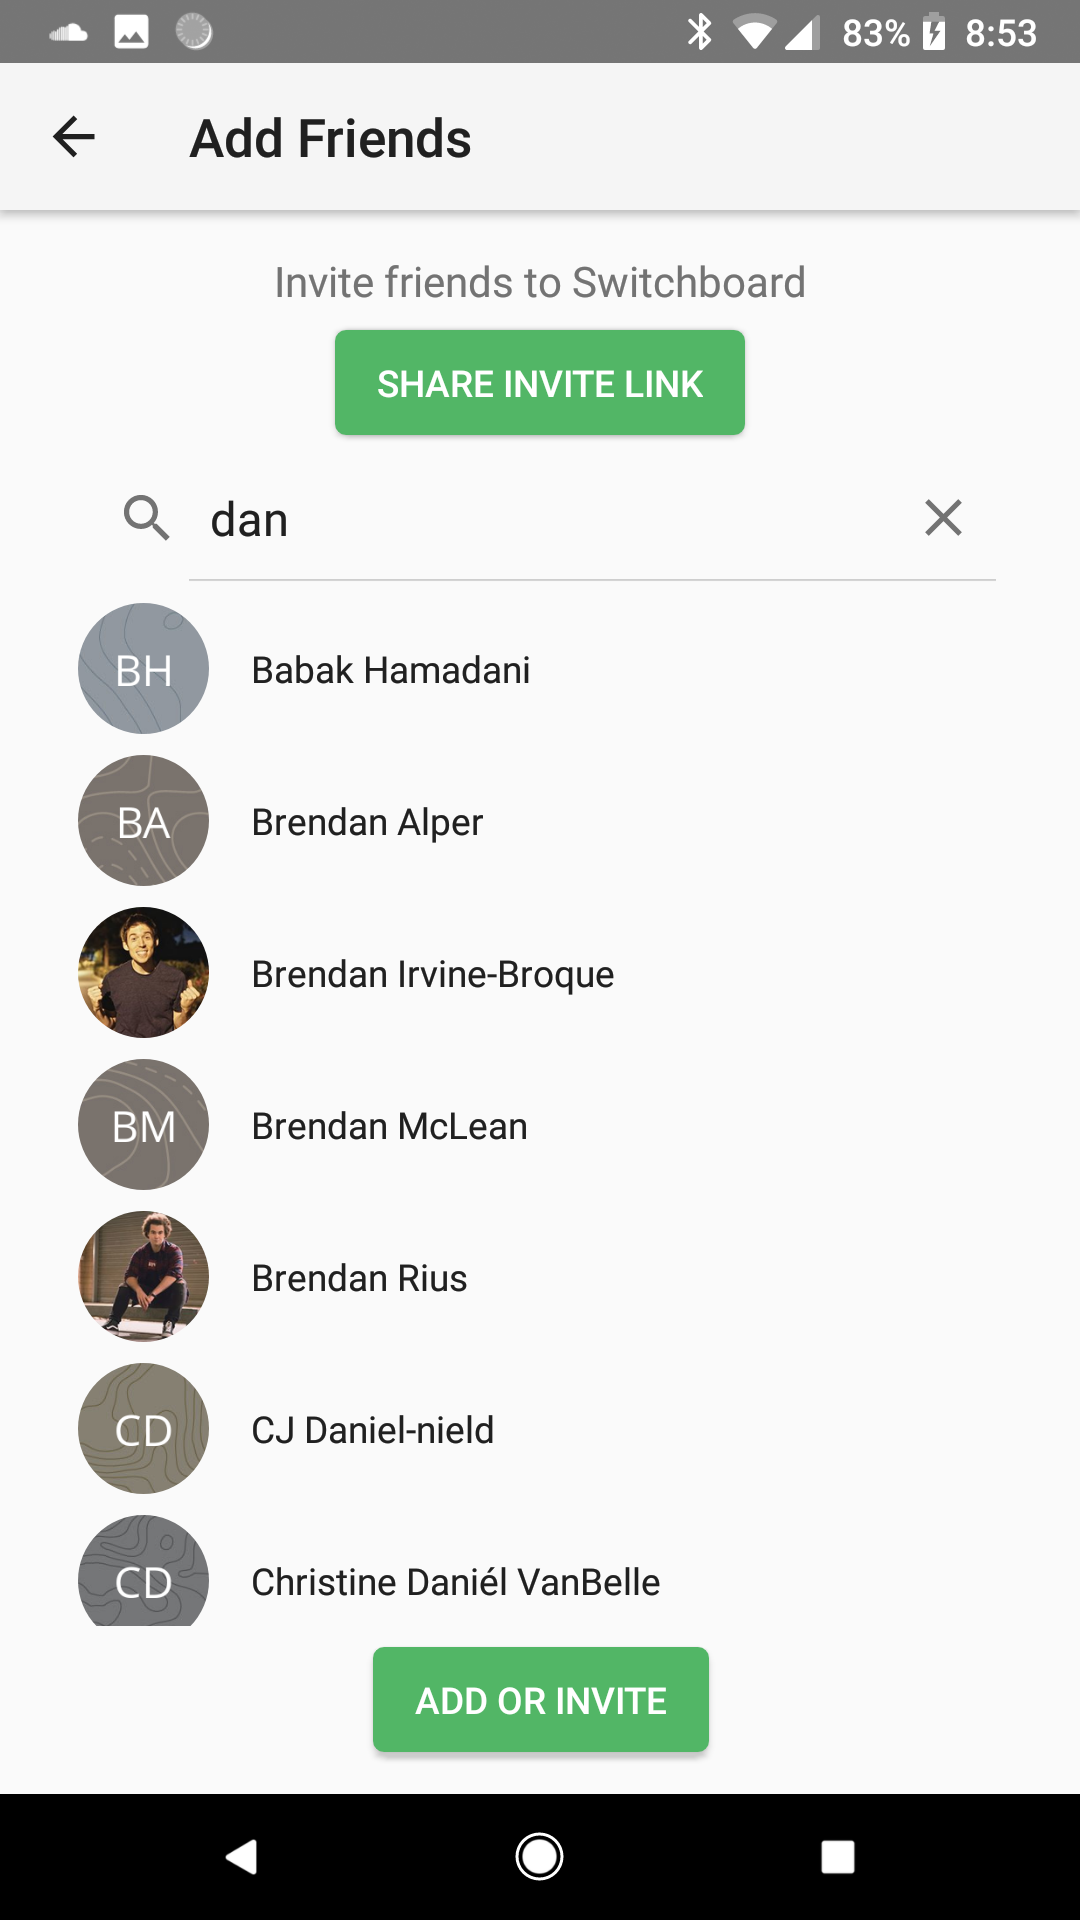 83% 8:53
Add Friends
Invite friends to Switchboard
SHARE INVITE LINK
dan
BH Babak Hamadani
BA Brendan Alper
Brendan Irvine-Broque
BM Brendan McLean
Brendan Rius
CD CJ Daniel-nield
CD Christine Daniél VanBelle
ADD OR INVITE